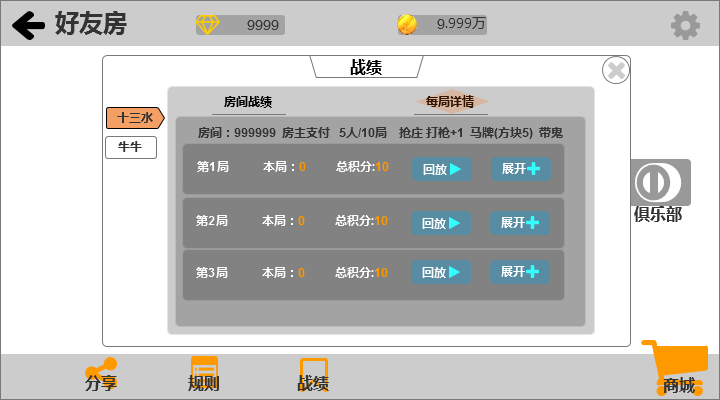 好友房 9999 9.999万
战绩
房间战绩 每局详情
十三水
牛牛
房间：999999 房主支付 5人/10局 抢庄 打枪+1 马牌(方块5) 带鬼
第1局 本局：0 总积分:10 回放 展开
第2局 本局：0 总积分:10 回放 展开
第3局 本局：0 总积分:10 回放 展开
俱乐部
分享 规则 战绩 商城